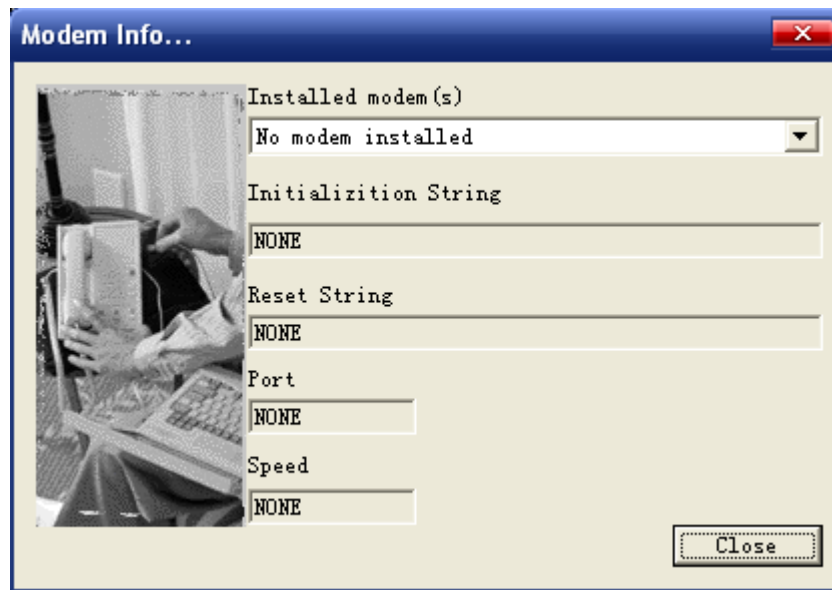 Modem Info...
Installed modem(s)
No modem installed
Initializition String
NONE
Reset String
NONE
Port
NONE
Speed
NONE
Close